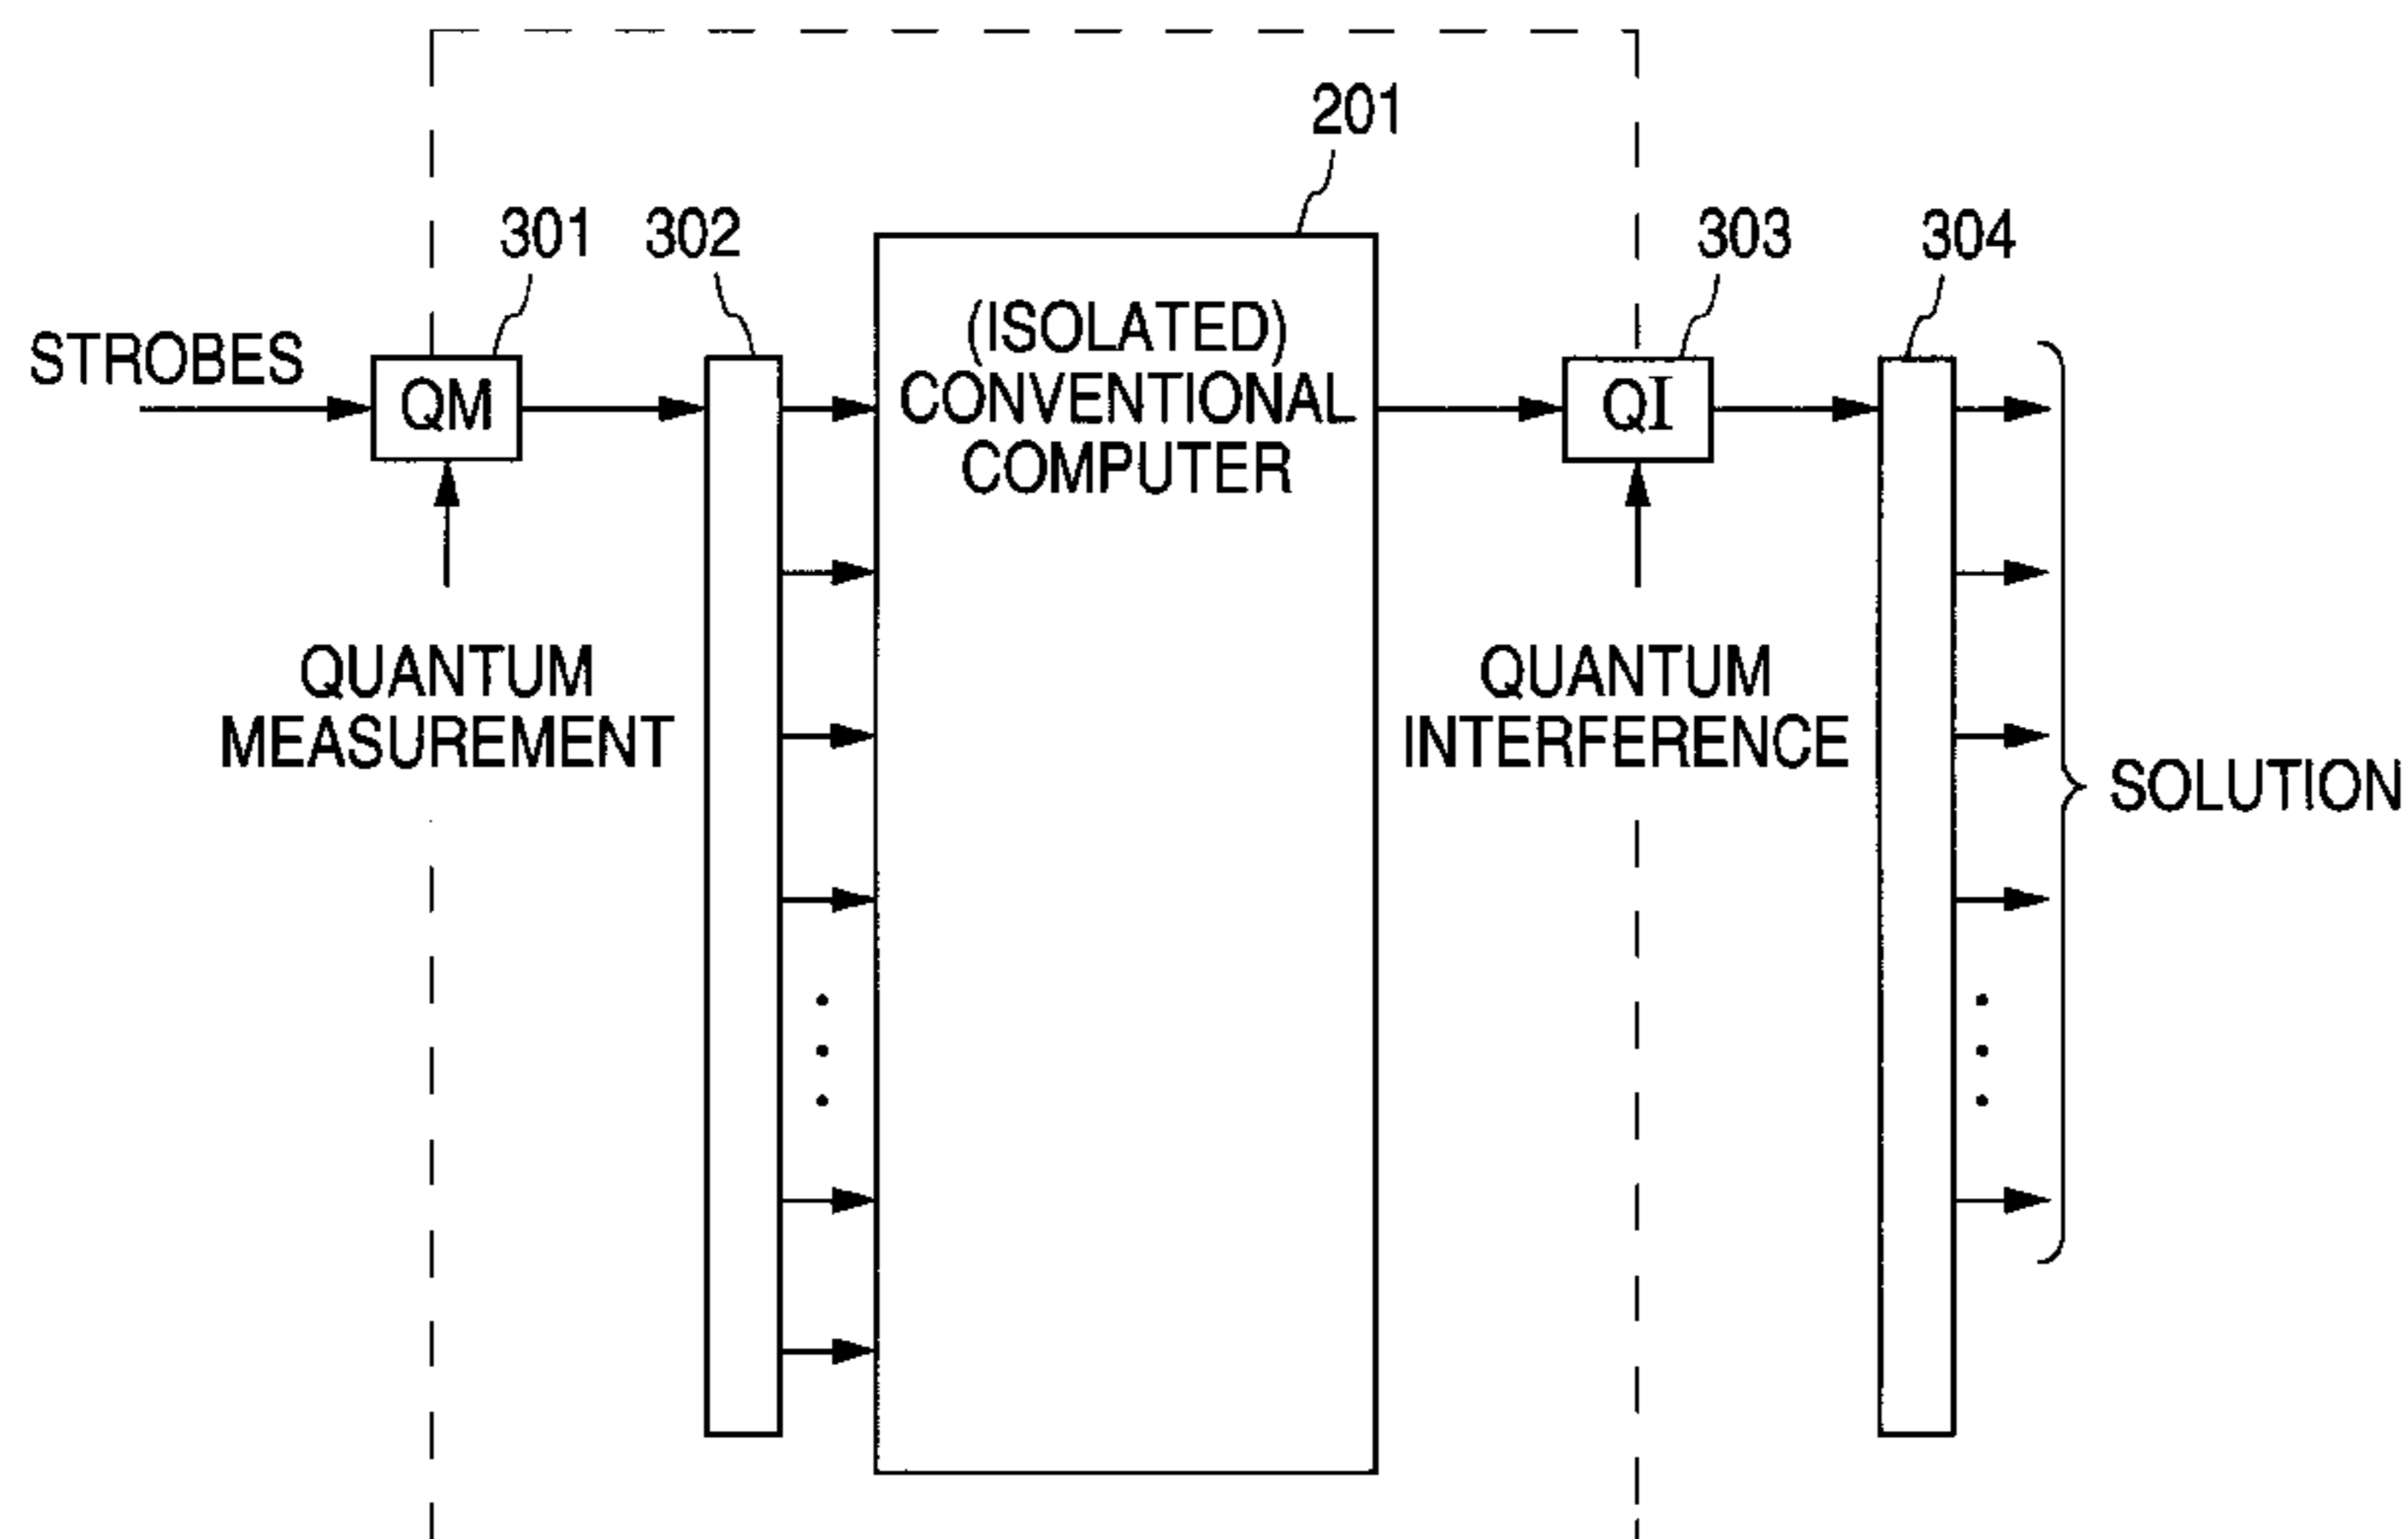 201
301
302
303
304
STROBES
QM
(ISOLATED)
CONVENTIONAL
COMPUTER
QI
QUANTUM
MEASUREMENT
QUANTUM
INTERFERENCE
SOLUTION